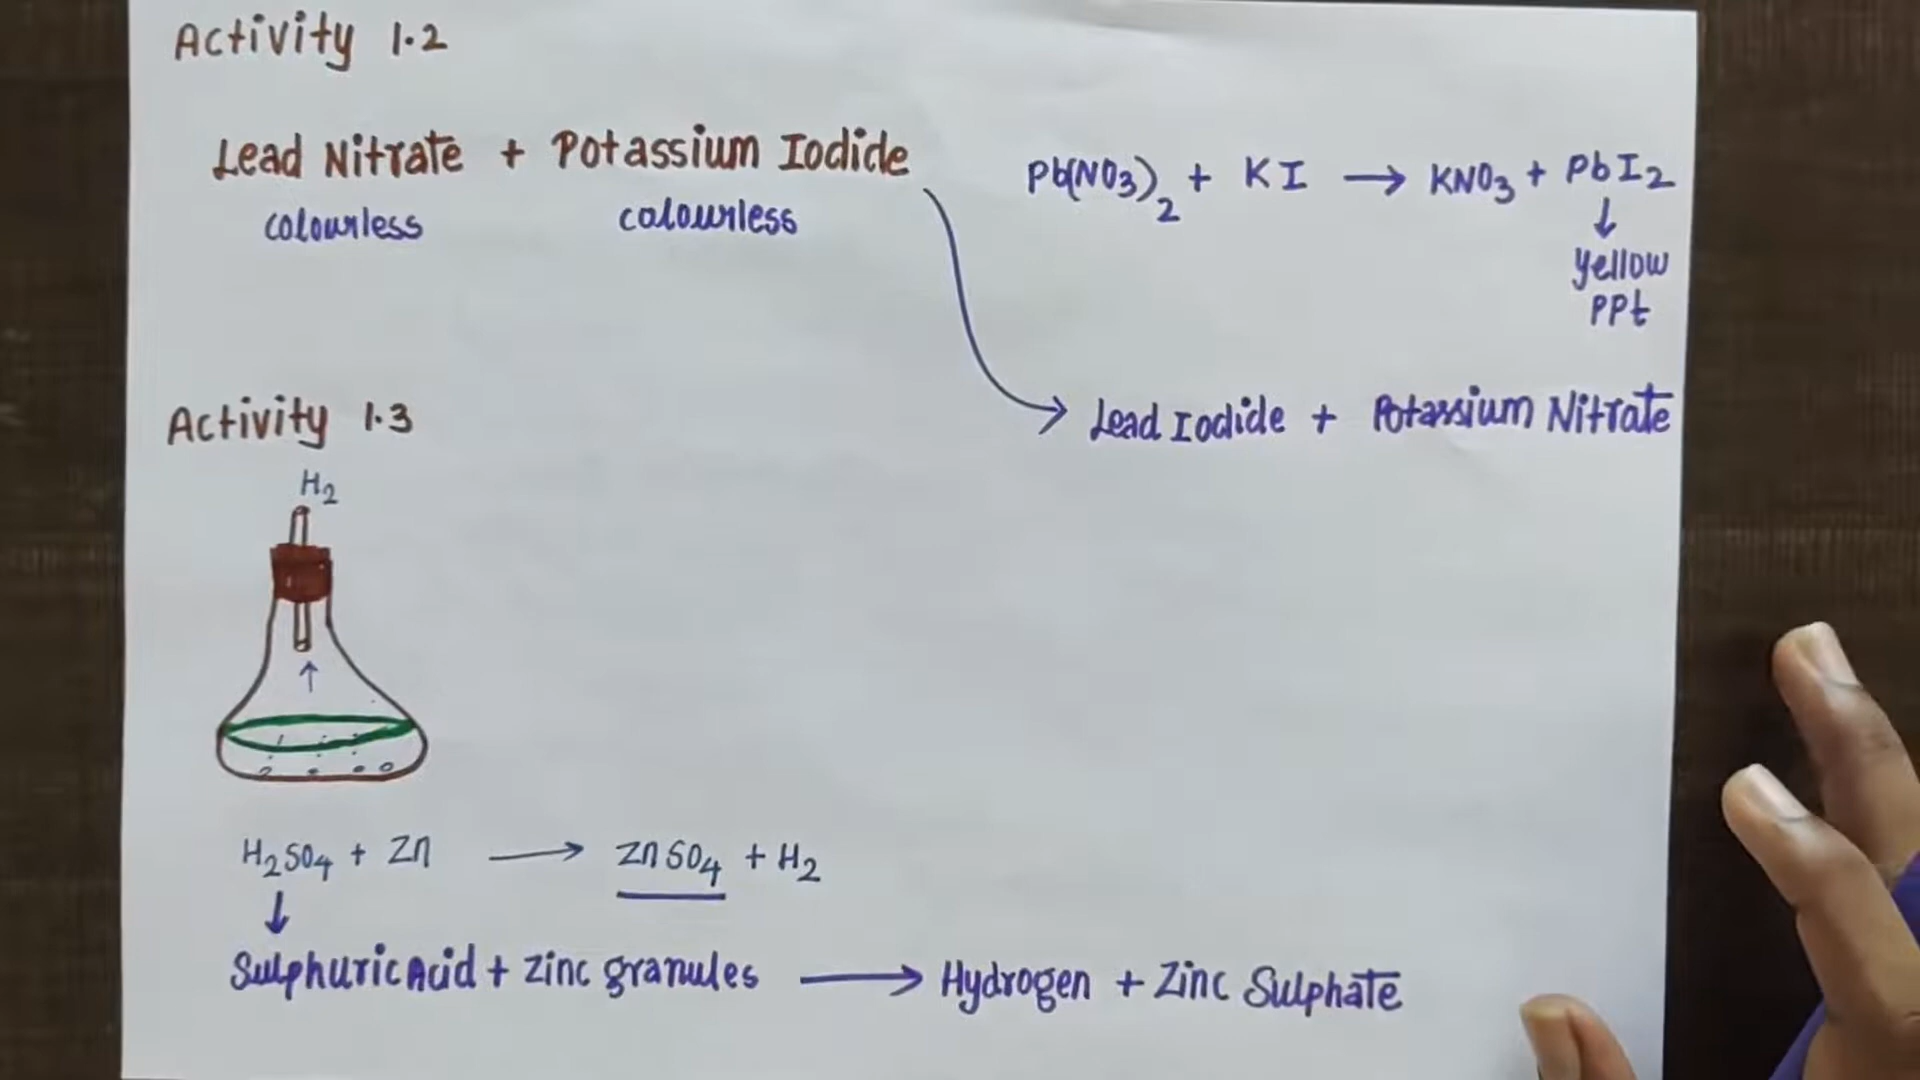 Activity 1.2
Lead Nitrate + Potassium Iodide
colourless colourless
Pb(NO3)2 + KI → KNO3 + PbI2
↓
yellow
PPt
Lead Iodide + Potassium Nitrate
Activity 1.3
H2
↑
H2SO4 + Zn → ZnSO4 + H2
↓
Sulphuric Acid + Zinc granules → Hydrogen + Zinc Sulphate